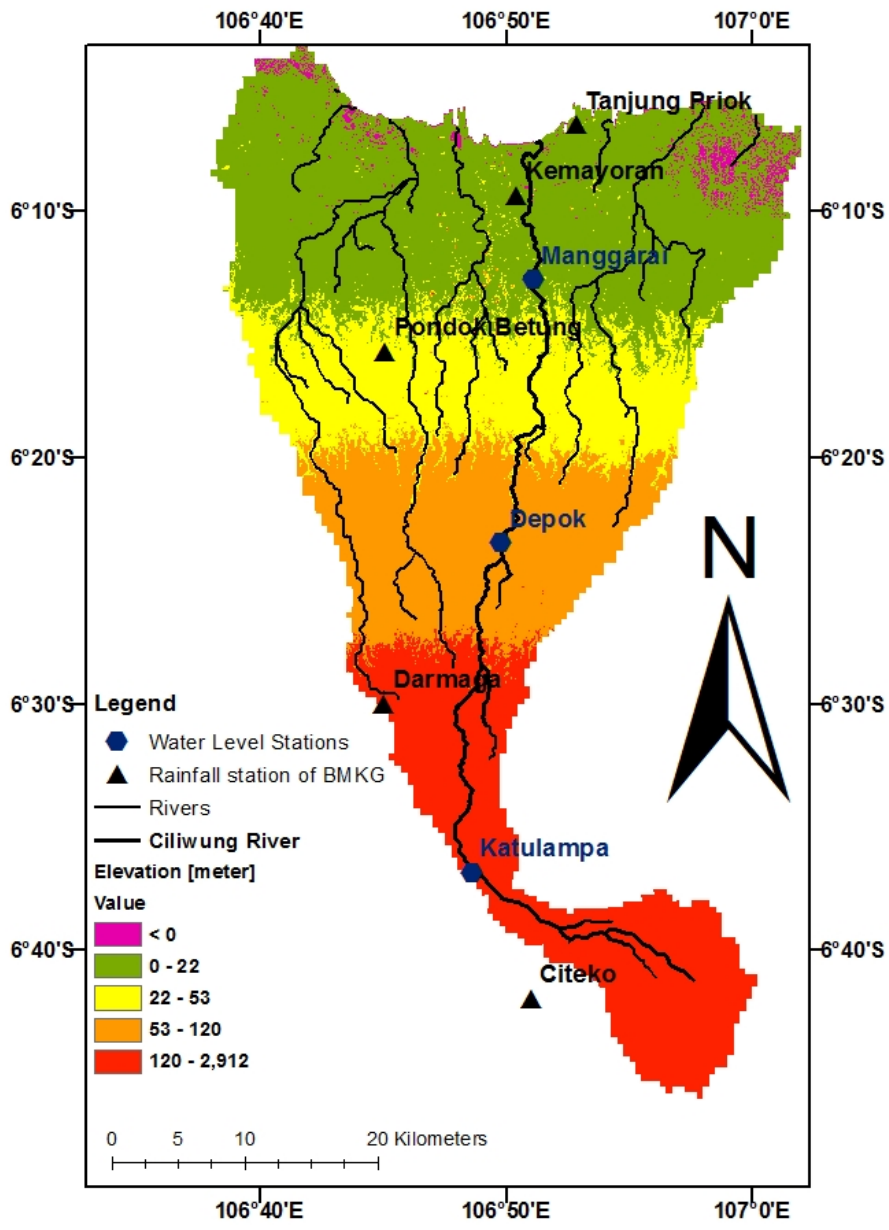 106°40'E 106°50'E 107°0'E
Tanjung Priok
Kemayoran
6°10'S 6°10'S
Manggarai
Pondok Betung
6°20'S 6°20'S
Depok
N
Darmaga
6°30'S 6°30'S
Legend
Water Level Stations
Rainfall station of BMKG
Rivers
Ciliwung River
Katulampa
Elevation [meter]
Value
< 0
6°40'S 6°40'S
0 - 22
Citeko
22 - 53
53 - 120
120 - 2,912
0 5 10 20 Kilometers
106°40'E 106°50'E 107°0'E